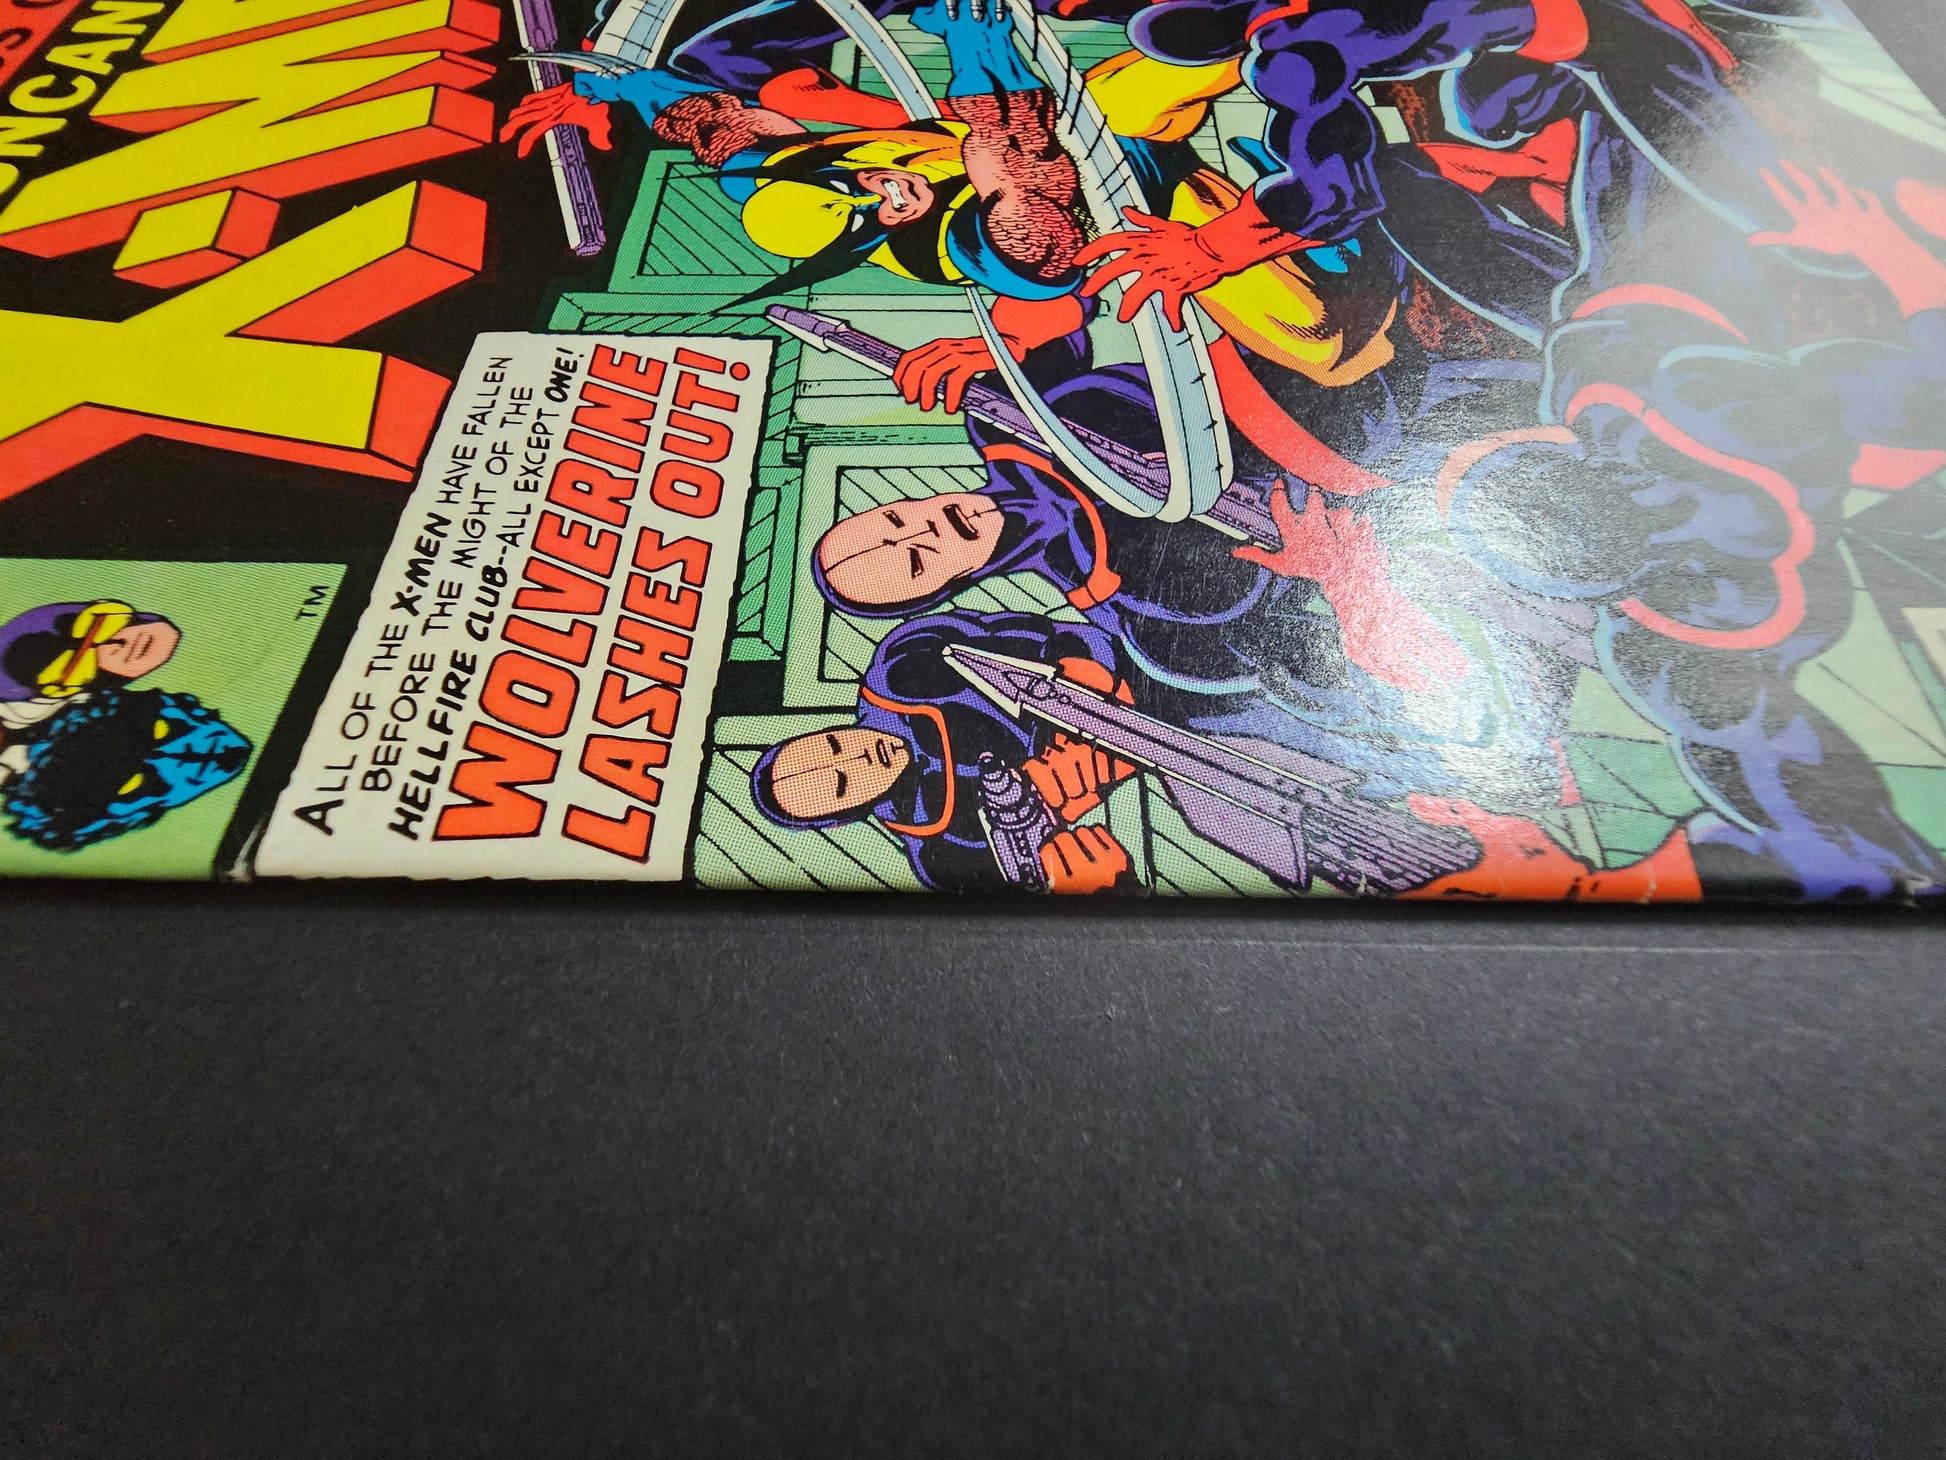 X-MEN
TM
ALL OF THE X-MEN HAVE FALLEN
BEFORE THE MIGHT OF THE
HELLFIRE CLUB--ALL EXCEPT ONE!
WOLVERINE
LASHES OUT!